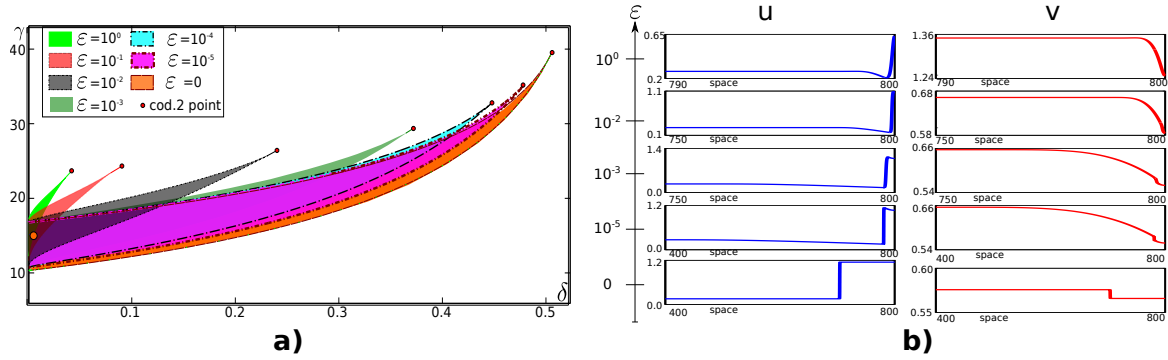 γ
40
30
20
10
0.1 0.2 0.3 0.4 0.5
δ
ε=10⁰
ε=10⁻¹
ε=10⁻²
ε=10⁻³
ε=10⁻⁴
ε=10⁻⁵
ε =0
cod.2 point
a)
ε u v
10⁰
0.65
0.2
790 space 800
1.36
1.24
790 space 800
10⁻²
1.1
0.1
750 space 800
0.68
0.58
750 space 800
10⁻³
1.4
0.0
750 space 800
0.66
0.54
750 space 800
10⁻⁵
1.2
0.0
400 space 800
0.66
0.54
400 space 800
0
1.2
0.0
400 space 800
0.60
0.55
400 space 800
b)